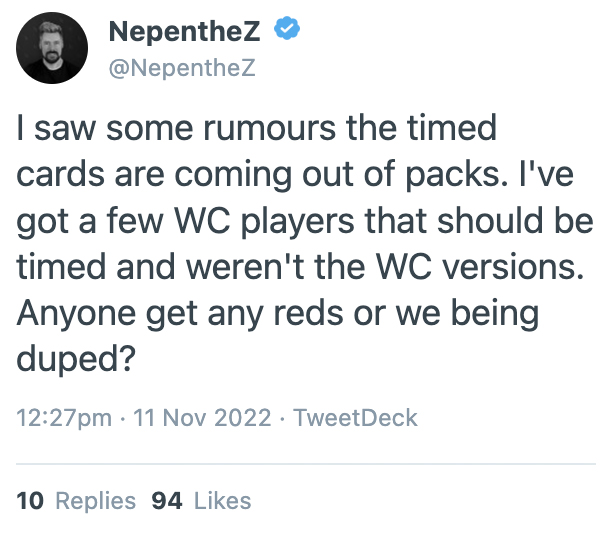 NepentheZ
@NepentheZ
I saw some rumours the timed
cards are coming out of packs. I've
got a few WC players that should be
timed and weren't the WC versions.
Anyone get any reds or we being
duped?
12:27pm · 11 Nov 2022 · TweetDeck
10 Replies 94 Likes